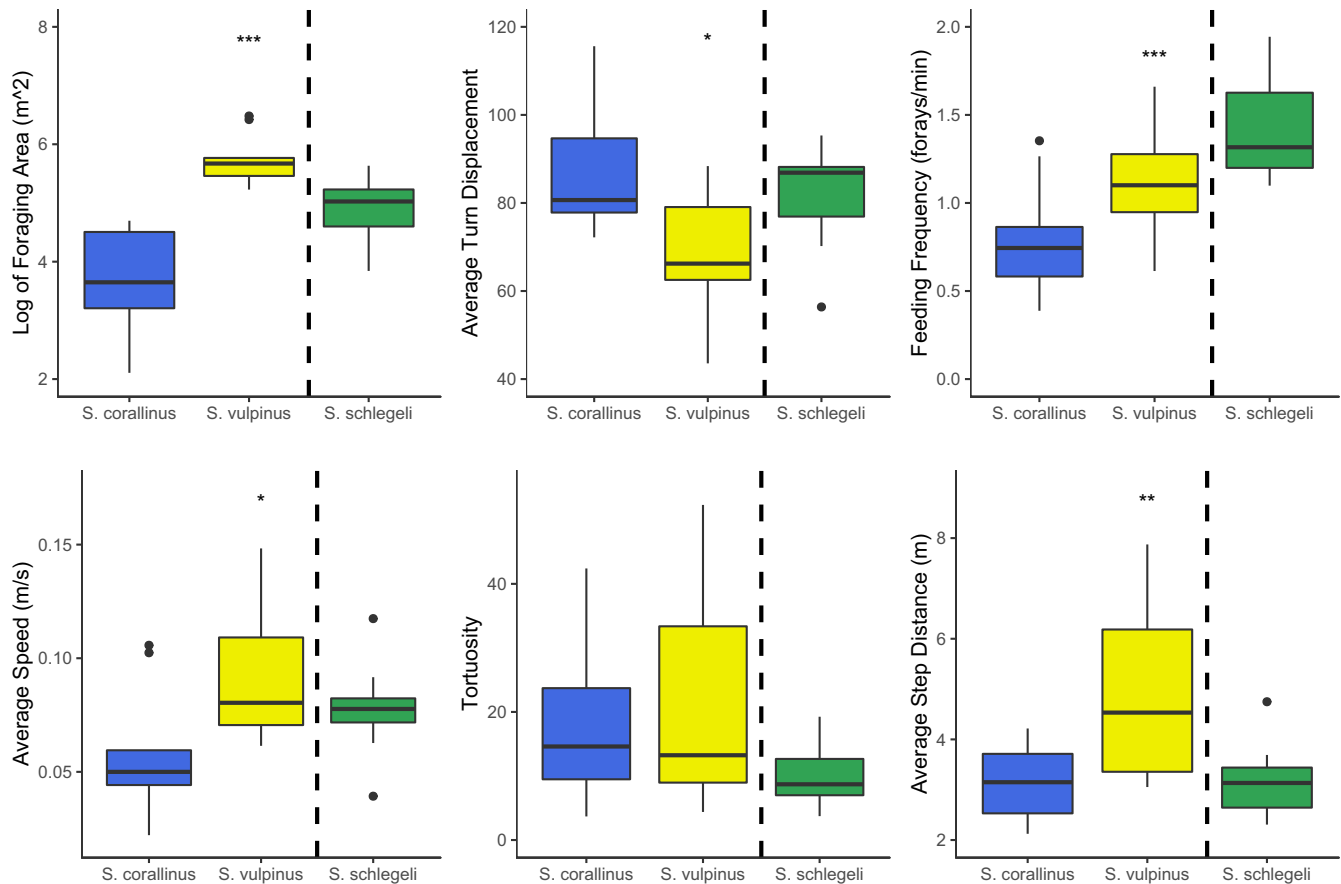 Log of Foraging Area (m^2)
8
6
4
2
***
S. corallinus
S. vulpinus
S. schlegeli
Average Turn Displacement
120
100
80
60
40
*
S. corallinus
S. vulpinus
S. schlegeli
Feeding Frequency (forays/min)
2.0
1.5
1.0
0.5
0.0
***
S. corallinus
S. vulpinus
S. schlegeli
Average Speed (m/s)
0.15
0.10
0.05
*
S. corallinus
S. vulpinus
S. schlegeli
Tortuosity
40
20
0
S. corallinus
S. vulpinus
S. schlegeli
Average Step Distance (m)
8
6
4
2
**
S. corallinus
S. vulpinus
S. schlegeli